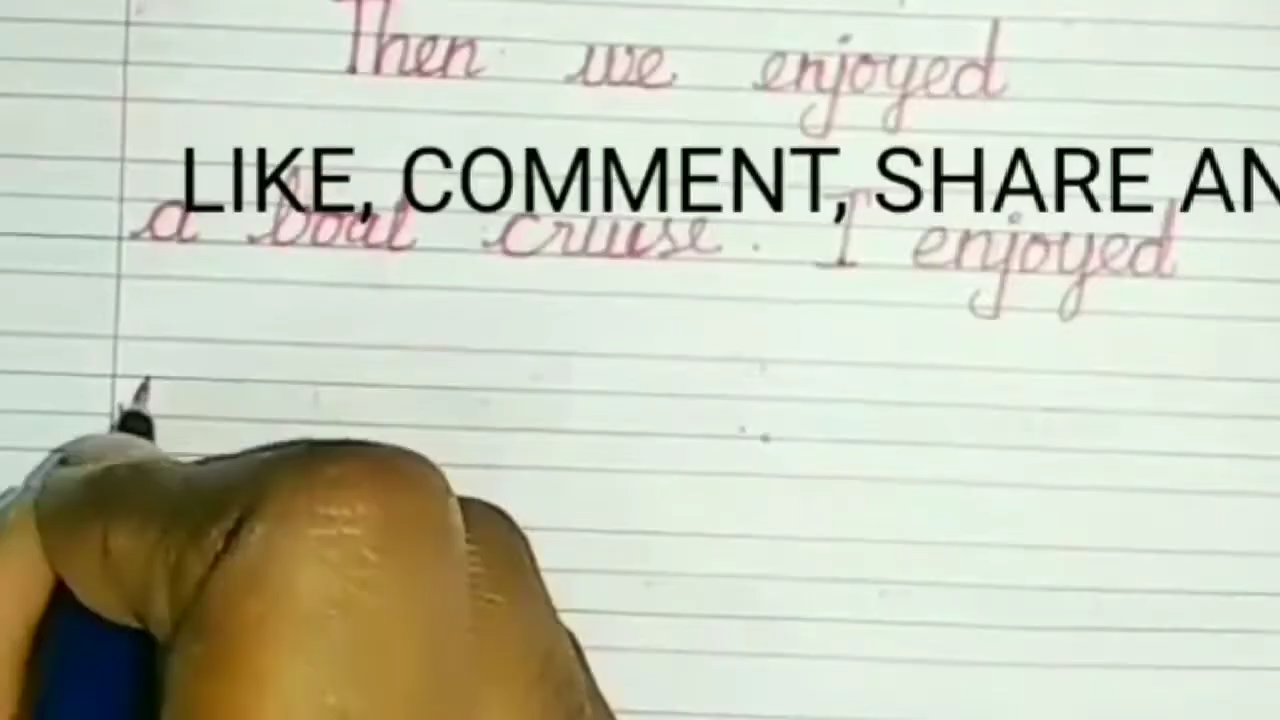 Then we enjoyed
LIKE, COMMENT, SHARE AN
a boat cruise. I enjoyed